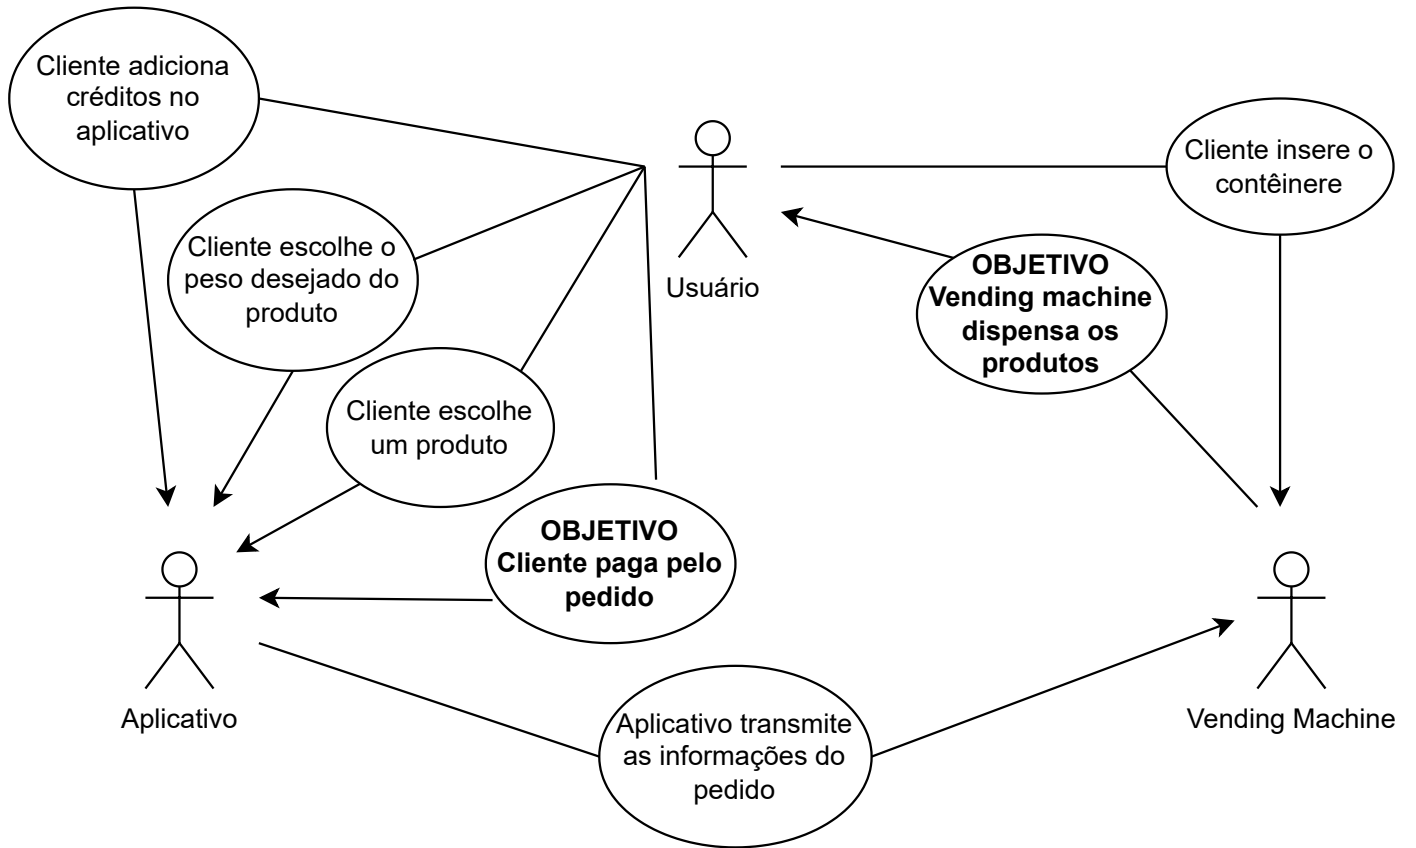 Cliente adiciona
créditos no
aplicativo
Cliente insere o
contêinere
Cliente escolhe o
peso desejado do
produto
Usuário
OBJETIVO
Vending machine
dispensa os
produtos
Cliente escolhe
um produto
OBJETIVO
Cliente paga pelo
pedido
Aplicativo
Aplicativo transmite
as informações do
pedido
Vending Machine